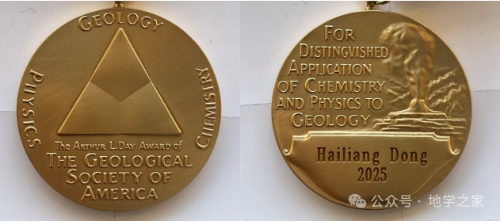 GEOLOGY
PHYSICS
CHEMISTRY
The ARTHUR L. DAY AWARD OF
THE GEOLOGICAL
SOCIETY OF
AMERICA
FOR
DISTINGUISHED
APPLICATION
OF CHEMISTRY
AND PHYSICS TO
GEOLOGY
Hailiang Dong
2025
公众号·地学之家